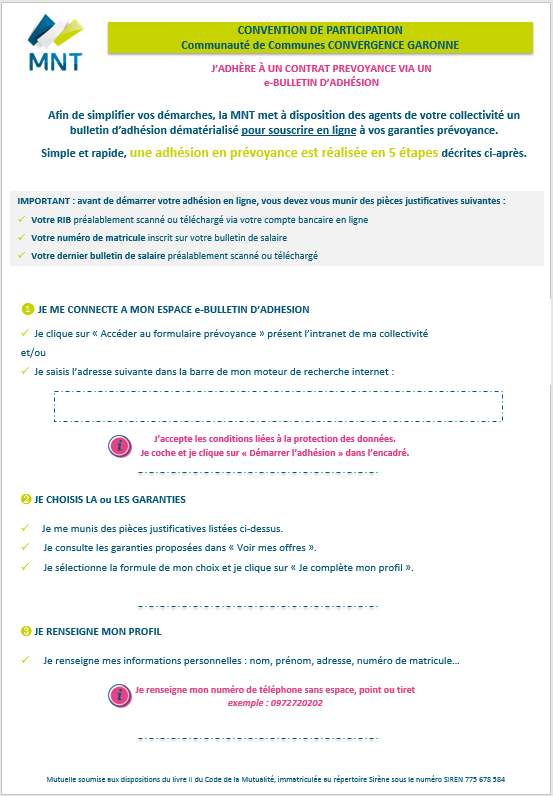 MNT
CONVENTION DE PARTICIPATION
Communauté de Communes CONVERGENCE GARONNE
J'ADHÈRE À UN CONTRAT PREVOYANCE VIA UN
e-BULLETIN D'ADHÉSION
Afin de simplifier vos démarches, la MNT met à disposition des agents de votre collectivité un
bulletin d'adhésion dématérialisé pour souscrire en ligne à vos garanties prévoyance.
Simple et rapide, une adhésion en prévoyance est réalisée en 5 étapes décrites ci-après.
IMPORTANT : avant de démarrer votre adhésion en ligne, vous devez vous munir des pièces justificatives suivantes :
✓ Votre RIB préalablement scanné ou téléchargé via votre compte bancaire en ligne
✓ Votre numéro de matricule inscrit sur votre bulletin de salaire
✓ Votre dernier bulletin de salaire préalablement scanné ou téléchargé
❶ JE ME CONNECTE A MON ESPACE e-BULLETIN D'ADHESION
✓ Je clique sur « Accéder au formulaire prévoyance » présent l'intranet de ma collectivité
et/ou
✓ Je saisis l'adresse suivante dans la barre de mon moteur de recherche internet :
J'accepte les conditions liées à la protection des données.
Je coche et je clique sur « Démarrer l'adhésion » dans l'encadré.
❷ JE CHOISIS LA ou LES GARANTIES
✓ Je me munis des pièces justificatives listées ci-dessus.
✓ Je consulte les garanties proposées dans « Voir mes offres ».
✓ Je sélectionne la formule de mon choix et je clique sur « Je complète mon profil ».
❸ JE RENSEIGNE MON PROFIL
✓ Je renseigne mes informations personnelles : nom, prénom, adresse, numéro de matricule…
Je renseigne mon numéro de téléphone sans espace, point ou tiret
exemple : 0972720202
Mutuelle soumise aux dispositions du livre II du Code de la Mutualité, immatriculée au répertoire Sirène sous le numéro SIREN 775 678 584